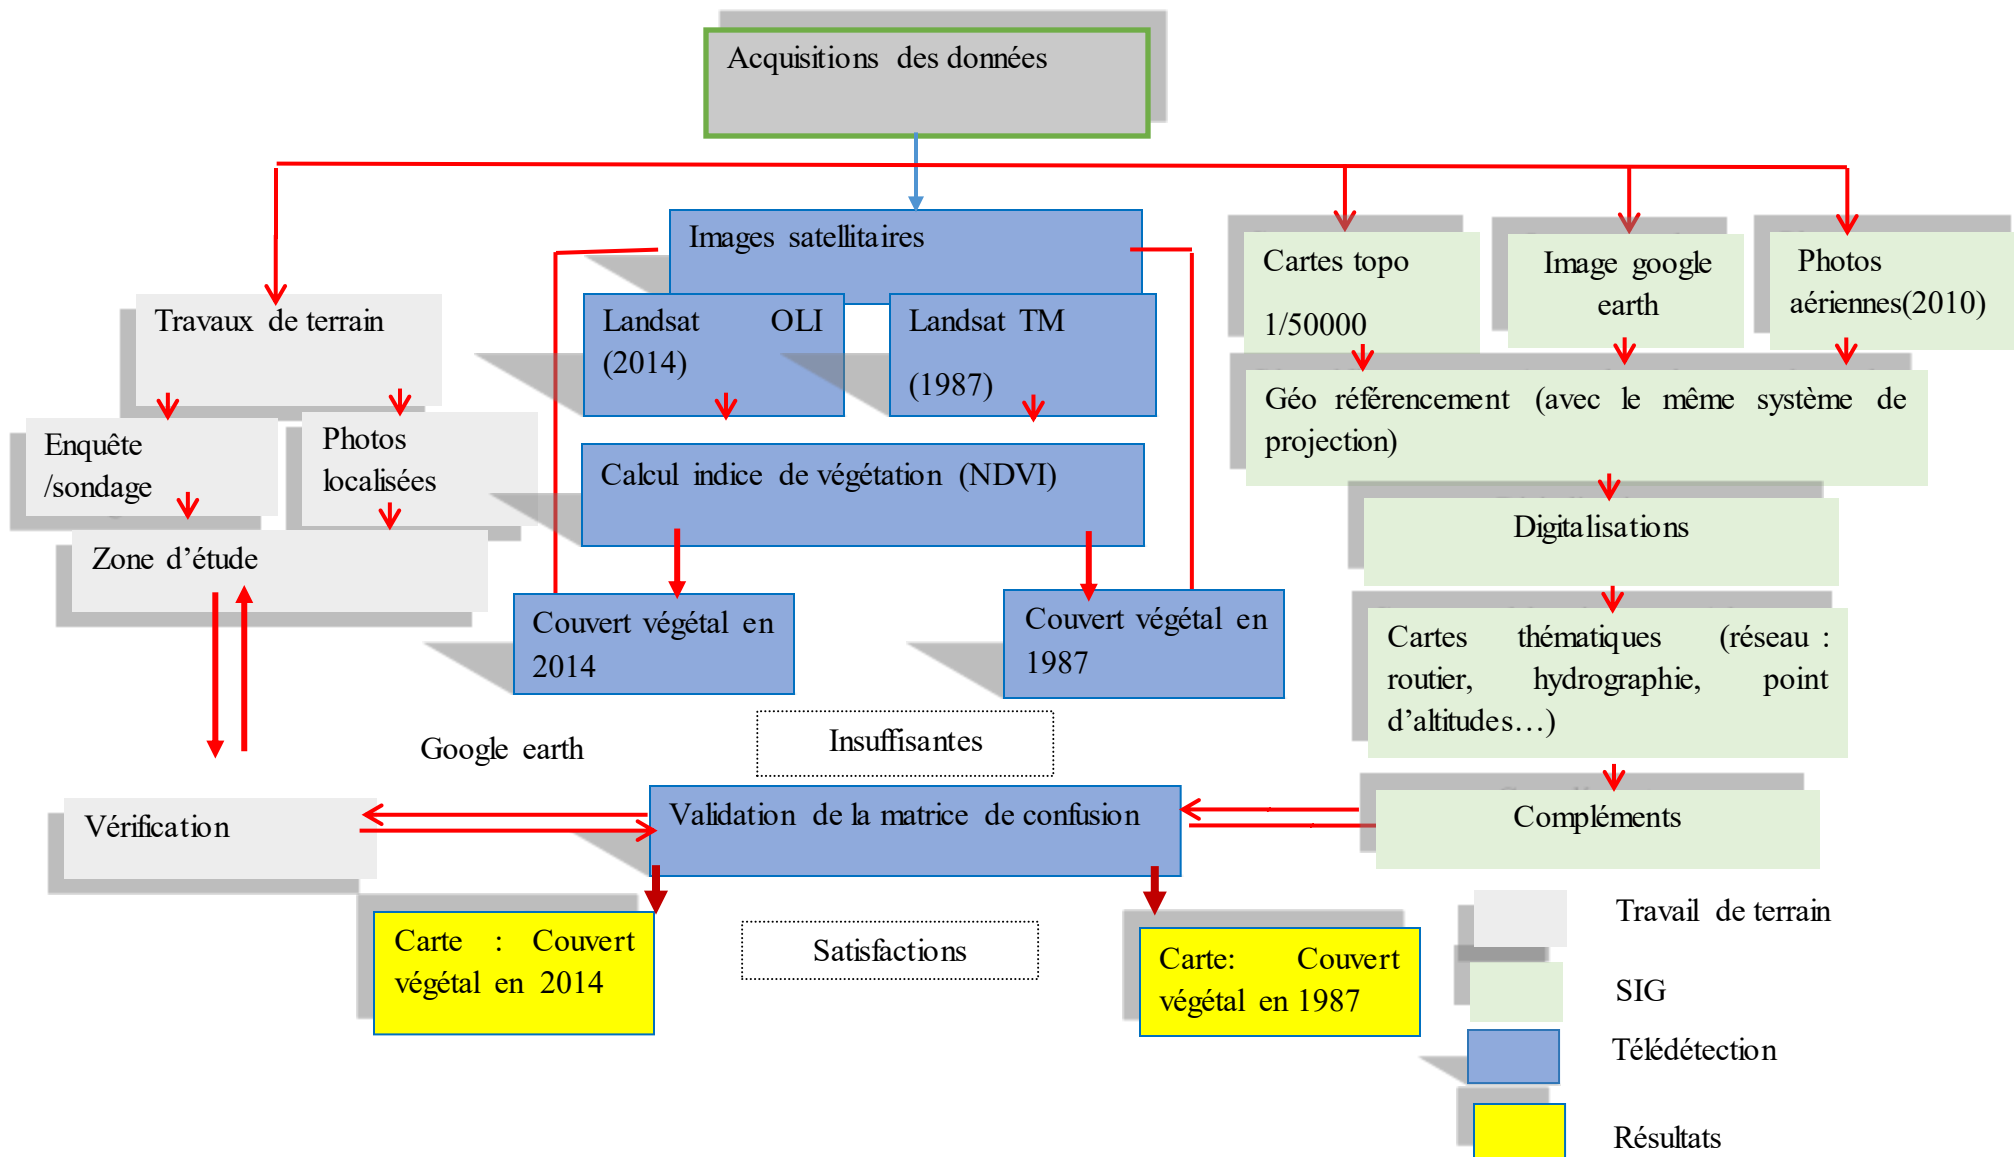 Acquisitions des données
Images satellitaires
Travaux de terrain
Landsat OLI
(2014)
Landsat TM
(1987)
Cartes topo
1/50000
Image google
earth
Photos
aériennes(2010)
Enquête
/sondage
Photos
localisées
Calcul indice de végétation (NDVI)
Géo référencement (avec le même système de
projection)
Zone d’étude
Digitalisations
Couvert végétal en
2014
Couvert végétal en
1987
Cartes thématiques (réseau :
routier, hydrographie, point
d’altitudes…)
Google earth
Insuffisantes
Vérification
Validation de la matrice de confusion
Compléments
Carte : Couvert
végétal en 2014
Satisfactions
Carte: Couvert
végétal en 1987
Travail de terrain
SIG
Télédétection
Résultats